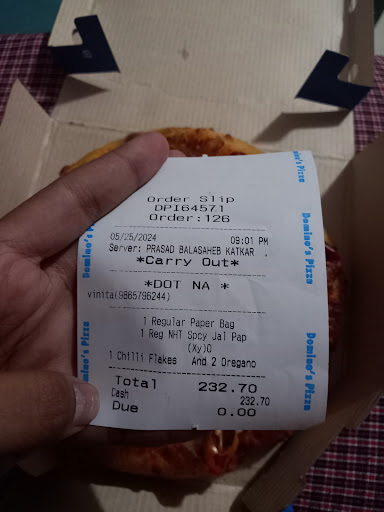 Order Slip
DPI64571
Order:126
05/25/2024 09:01 PM
Server: PRASAD BALASAHEB KATKAR .
*Carry Out*
*DOT NA *
vinita(9865796244)
1 Regular Paper Bag
1 Reg NHT Spcy Jal Pap
(Xy)O
1 Chilli Flakes And 2 Oregano
Total 232.70
Cash 232.70
Due 0.00
Domino's Pizza
Domino's Pizza
Domino's Pizza
Domino's Pizza